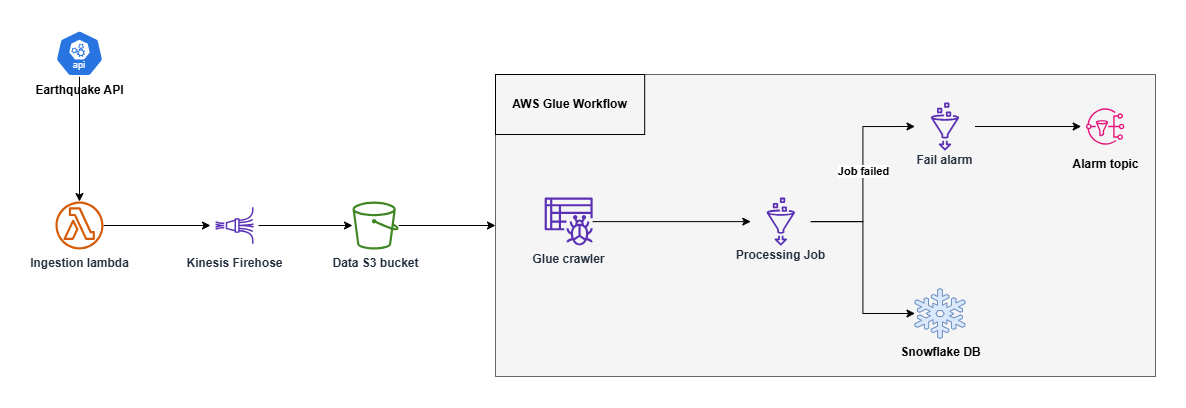 api
Earthquake API
AWS Glue Workflow
Fail alarm
Alarm topic
Job failed
Ingestion lambda
Kinesis Firehose
Data S3 bucket
Glue crawler
Processing Job
Snowflake DB